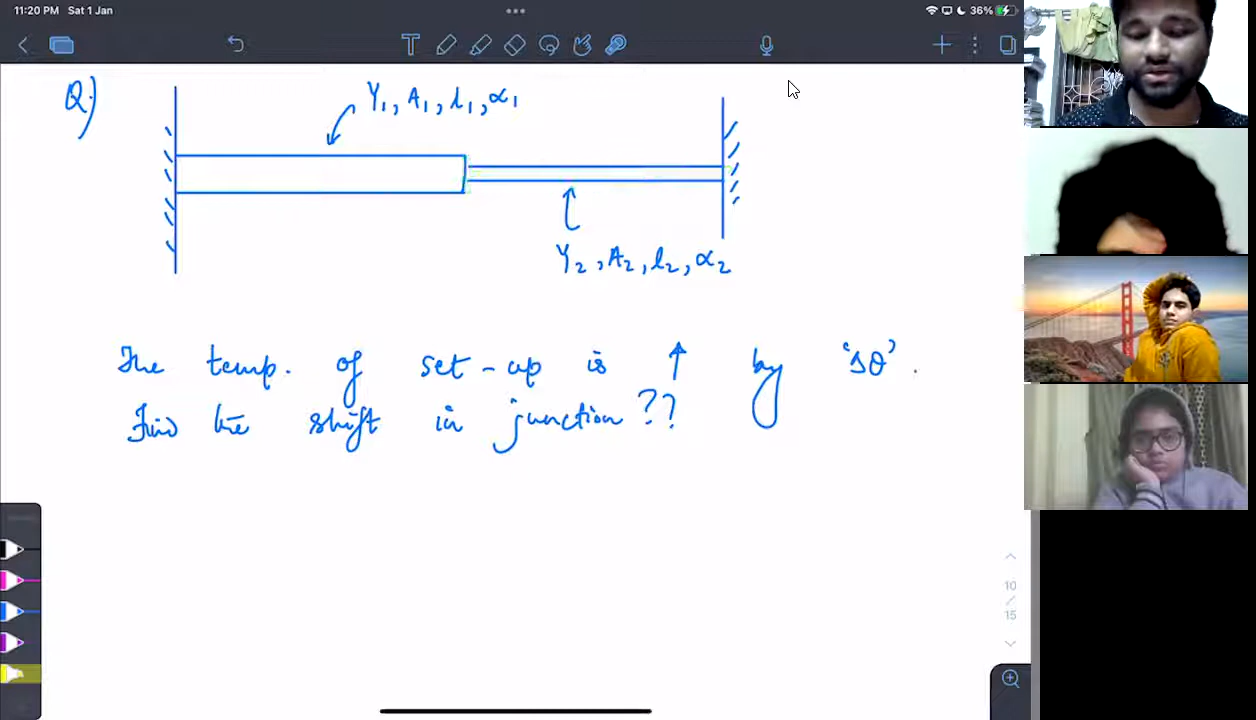 11:20 PM Sat 1 Jan
36%
Q.)
Y₁, A₁, l₁, α₁
Y₂, A₂, l₂, α₂
The temp. of set-up is ↑ by 'Δθ'.
Find the shift in junction??
10
/
15